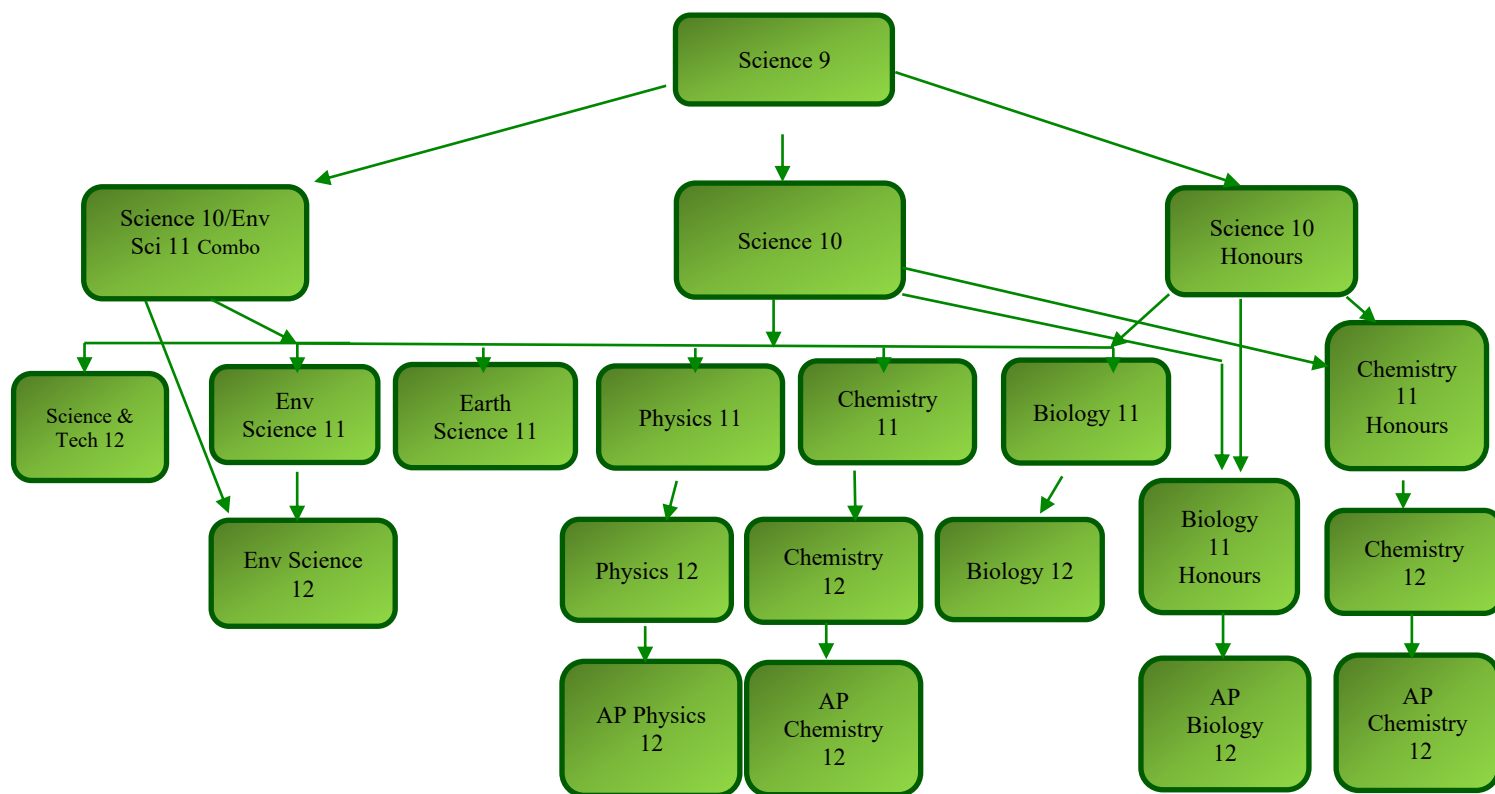 Science 9
Science 10/Env
Sci 11 Combo
Science 10
Science 10
Honours
Science &
Tech 12
Env
Science 11
Earth
Science 11
Physics 11
Chemistry
11
Biology 11
Chemistry
11
Honours
Env Science
12
Physics 12
Chemistry
12
Biology 12
Biology
11
Honours
Chemistry
12
AP Physics
12
AP
Chemistry
12
AP
Biology
12
AP
Chemistry
12